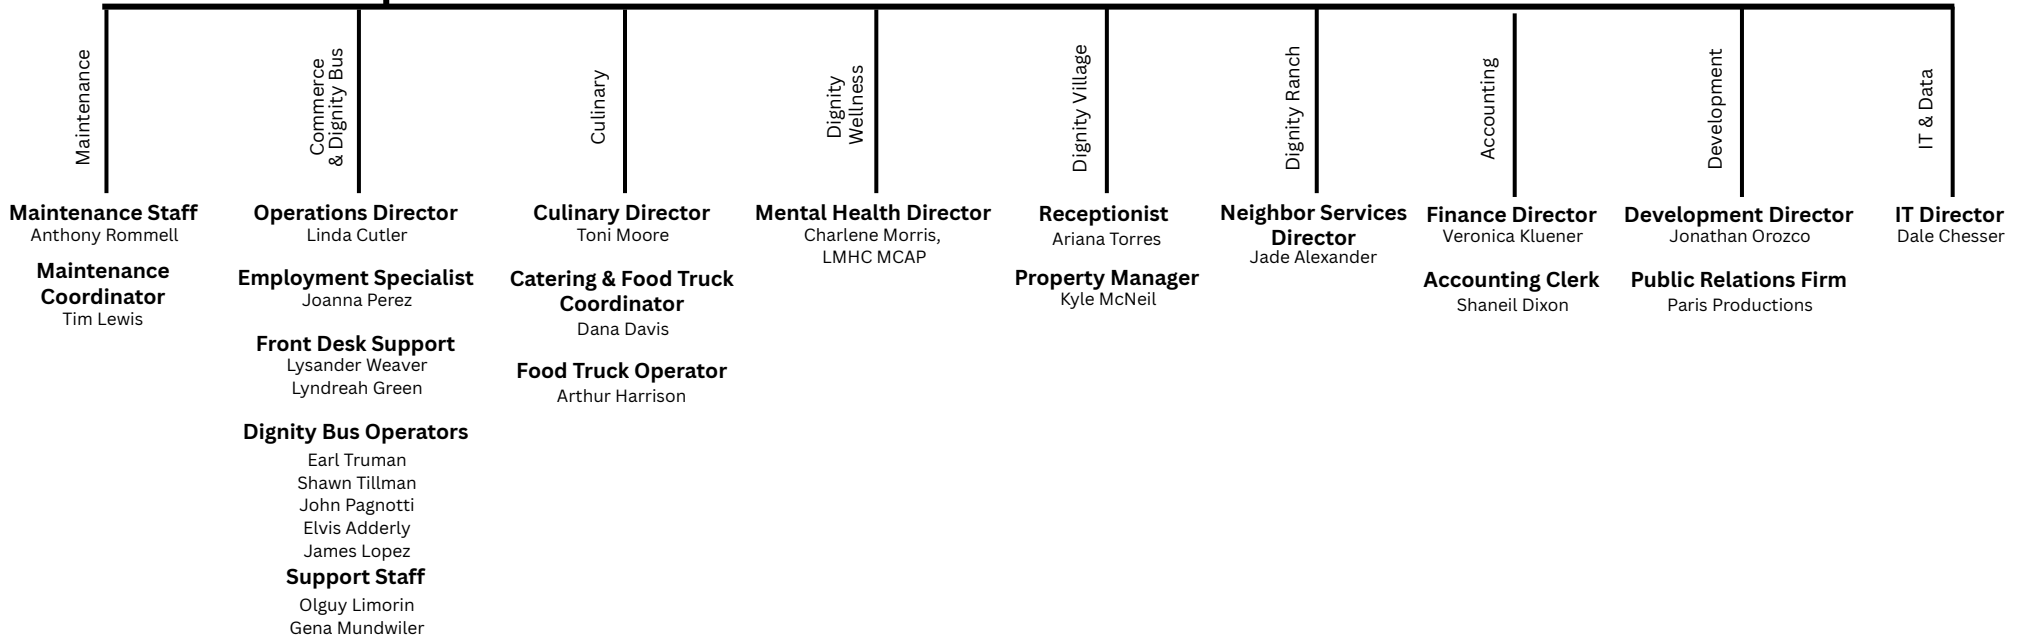 Maintenance
Commerce
& Dignity Bus
Culinary
Dignity
Wellness
Dignity Village
Dignity Ranch
Accounting
Development
IT & Data
Maintenance Staff
Anthony Rommell
Maintenance
Coordinator
Tim Lewis
Operations Director
Linda Cutler
Employment Specialist
Joanna Perez
Front Desk Support
Lysander Weaver
Lyndreah Green
Dignity Bus Operators
Earl Truman
Shawn Tillman
John Pagnotti
Elvis Adderly
James Lopez
Support Staff
Olguy Limorin
Gena Mundwiler
Culinary Director
Toni Moore
Catering & Food Truck
Coordinator
Dana Davis
Food Truck Operator
Arthur Harrison
Mental Health Director
Charlene Morris,
LMHC MCAP
Receptionist
Ariana Torres
Property Manager
Kyle McNeil
Neighbor Services
Director
Jade Alexander
Finance Director
Veronica Kluener
Accounting Clerk
Shaneil Dixon
Development Director
Jonathan Orozco
Public Relations Firm
Paris Productions
IT Director
Dale Chesser